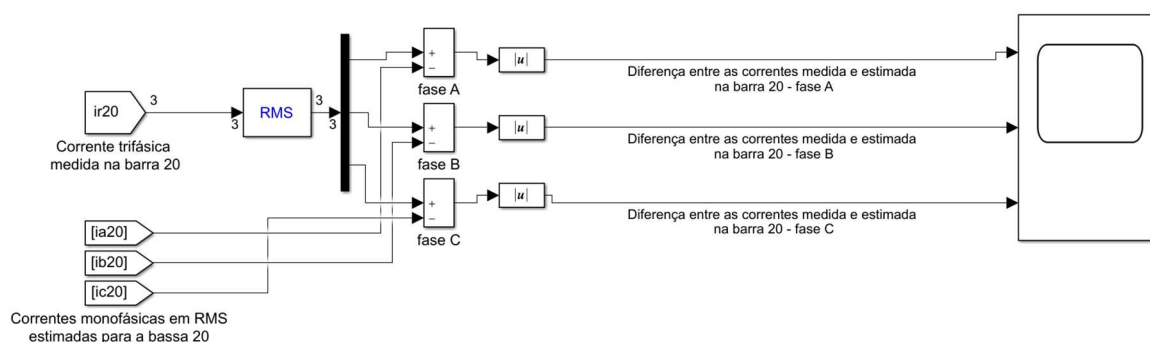 ir20
3
Corrente trifásica
medida na barra 20
3
RMS
3
3
[ia20]
[ib20]
[ic20]
Correntes monofásicas em RMS
estimadas para a bassa 20
+
−
fase A
+
−
fase B
+
−
fase C
|u|
|u|
|u|
Diferença entre as correntes medida e estimada
na barra 20 - fase A
Diferença entre as correntes medida e estimada
na barra 20 - fase B
Diferença entre as correntes medida e estimada
na barra 20 - fase C